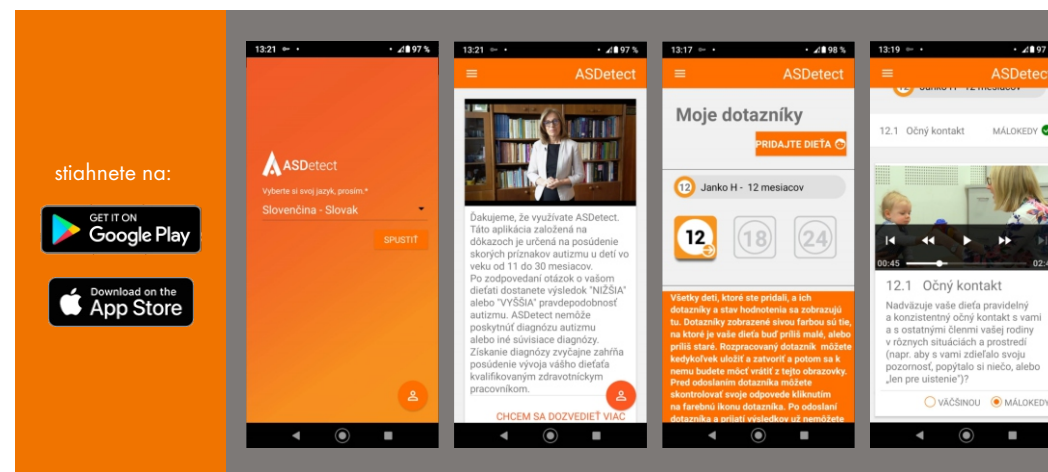 stiahnete na:
GET IT ON
Google Play
Download on the
App Store
13:21
97 %
ASDetect
Vyberte si svoj jazyk, prosím.*
Slovenčina - Slovak
SPUSTIŤ
13:21
97 %
ASDetect
Ďakujeme, že využívate ASDetect.
Táto aplikácia založená na
dôkazoch je určená na posúdenie
skorých príznakov autizmu u detí vo
veku od 11 do 30 mesiacov.
Po zodpovedaní otázok o vašom
dieťati dostanete výsledok "NIŽŠIA"
alebo "VYŠŠIA" pravdepodobnosť
autizmu. ASDetect nemôže
poskytnúť diagnózu autizmu
alebo iné súvisiace diagnózy.
Získanie diagnózy zvyčajne zahŕňa
posúdenie vývoja vášho dieťaťa
kvalifikovaným zdravotníckym
pracovníkom.
CHCEM SA DOZVEDIEŤ VIAC
13:17
98 %
ASDetect
Moje dotazníky
PRIDAJTE DIEŤA
12 Janko H - 12 mesiacov
12 18 24
Všetky deti, ktoré ste pridali, a ich
dotazníky a stav hodnotenia sa zobrazujú
tu. Dotazníky zobrazené sivou farbou sú tie,
na ktoré je vaše dieťa buď príliš malé, alebo
príliš staré. Rozpracovaný dotazník môžete
kedykoľvek uložiť a zatvoriť a potom sa k
nemu budete môcť vrátiť z tejto obrazovky.
Pred odoslaním dotazníka môžete
skontrolovať svoje odpovede kliknutím
na farebnú ikonu dotazníka. Po odoslaní
dotazníka a prijatí výsledkov už nemôžete
13:19
97
ASDetect
12 Janko H - 12 mesiacov
12.1 Očný kontakt MÁLOKEDY
00:45 02:4
12.1 Očný kontakt
Nadväzuje vaše dieťa pravidelný
a konzistentný očný kontakt s vami
a s ostatnými členmi vašej rodiny
v rôznych situáciách a prostredí
(napr. aby s vami zdieľalo svoju
pozornosť, popýtalo si niečo, alebo
„len pre uistenie")?
VÄČŠINOU MÁLOKEDY